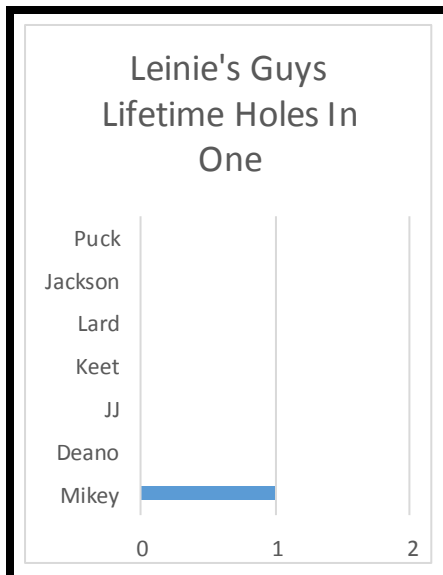 Leinie's Guys
Lifetime Holes In
One
Puck
Jackson
Lard
Keet
JJ
Deano
Mikey
0 1 2